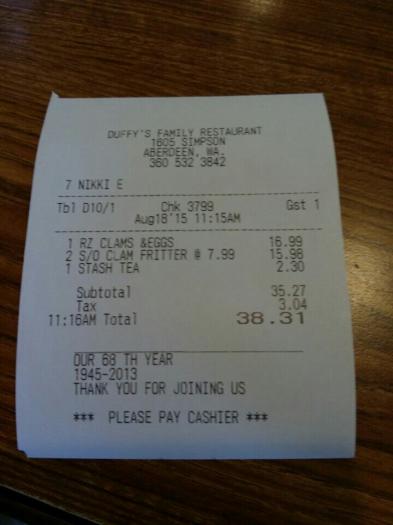 DUFFY'S FAMILY RESTAURANT
1605 SIMPSON
ABERDEEN, WA.
360 532 3842
7 NIKKI E
Tbl D10/1 Chk 3799 Gst 1
Aug18'15 11:15AM
1 RZ CLAMS &EGGS 16.99
2 S/O CLAM FRITTER @ 7.99 15.98
1 STASH TEA 2.30
Subtotal 35.27
Tax 3.04
11:16AM Total 38.31
OUR 68 TH YEAR
1945-2013
THANK YOU FOR JOINING US
*** PLEASE PAY CASHIER ***